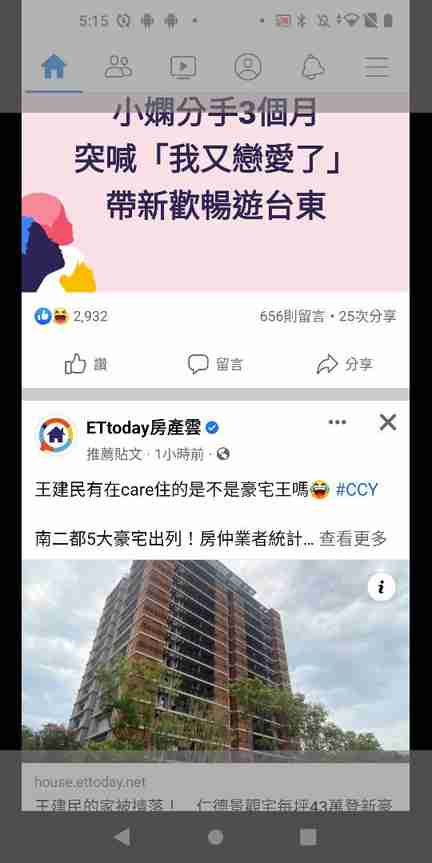 5:15
小嫻分手3個月
突喊「我又戀愛了」
帶新歡暢遊台東
2,932
656則留言・25次分享
讚
留言
分享
ETtoday房產雲
推薦貼文・1小時前・
王建民有在care住的是不是豪宅王嗎 #CCY
南二都5大豪宅出列！房仲業者統計... 查看更多
house.ettoday.net
王建民的家被擠落！ 仁德景觀宅每坪43萬登新豪